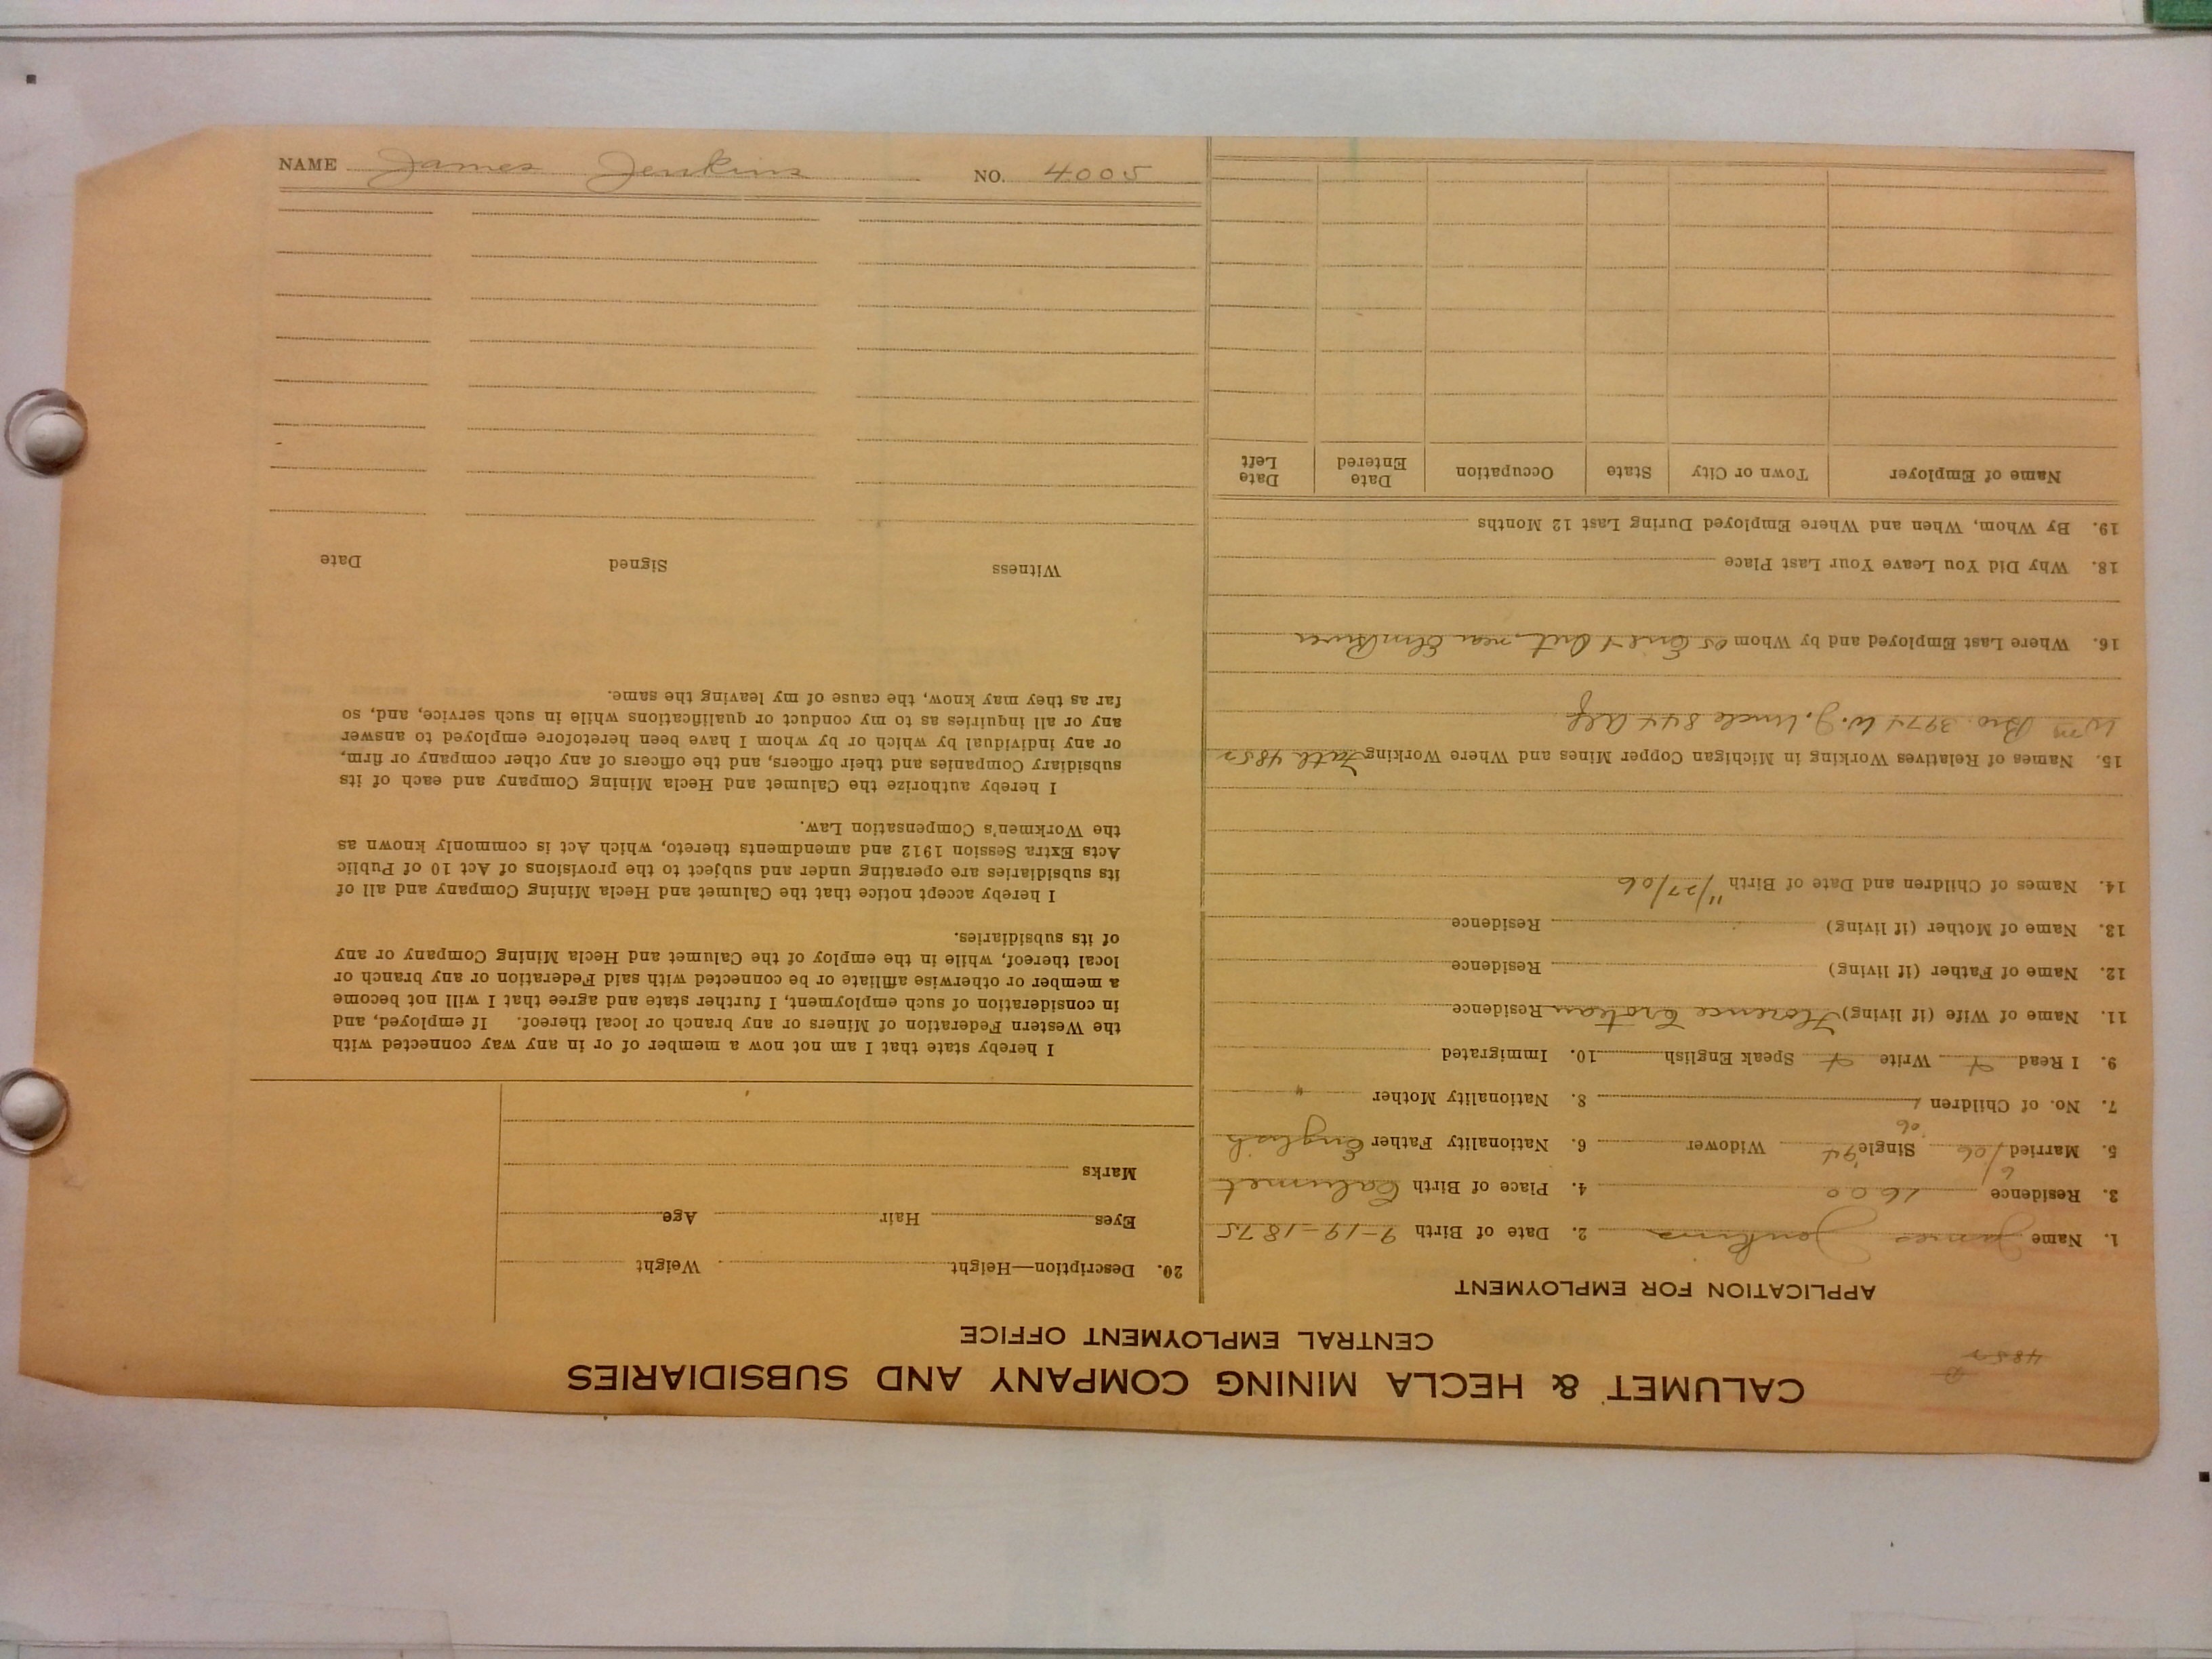 CALUMET & HECLA MINING COMPANY AND SUBSIDIARIES
CENTRAL EMPLOYMENT OFFICE
APPLICATION FOR EMPLOYMENT
1. Name James Jenkins 2. Date of Birth 9-19-1875
3. Residence 1600 4. Place of Birth Calumet
5. Married 6/06 Single '94 '06 Widower 6. Nationality Father English
7. No. of Children 1 8. Nationality Mother "
9. I Read Write Speak English 10. Immigrated
11. Name of Wife (if living) Florence Croteau Residence
12. Name of Father (if living) Residence
13. Name of Mother (if living) Residence
14. Names of Children and Date of Birth 11/27/06
15. Names of Relatives Working in Michigan Copper Mines and Where Working Fath 485
Wm Bro. 3974 W. J. Uncle 844
16. Where Last Employed and by Whom near Elm River
18. Why Did You Leave Your Last Place
19. By Whom, When and Where Employed During Last 12 Months
Name of Employer Town or City State Occupation Date Entered Date Left
20. Description—Height Weight
Eyes Hair Age
Marks
I hereby state that I am not now a member of or in any way connected with
the Western Federation of Miners or any branch or local thereof. If employed, and
in consideration of such employment, I further state and agree that I will not become
a member or otherwise affiliate or be connected with said Federation or any branch or
local thereof, while in the employ of the Calumet and Hecla Mining Company or any
of its subsidiaries.
I hereby accept notice that the Calumet and Hecla Mining Company and all of
its subsidiaries are operating under and subject to the provisions of Act 10 of Public
Acts Extra Session 1912 and amendments thereto, which Act is commonly known as
the Workmen's Compensation Law.
I hereby authorize the Calumet and Hecla Mining Company and each of its
subsidiary Companies and their officers, and the officers of any other company or firm,
or any individual by which or by whom I have been heretofore employed to answer
any or all inquiries as to my conduct or qualifications while in such service, and, so
far as they may know, the cause of my leaving the same.
Witness Signed Date
NAME James Jenkins NO. 4005